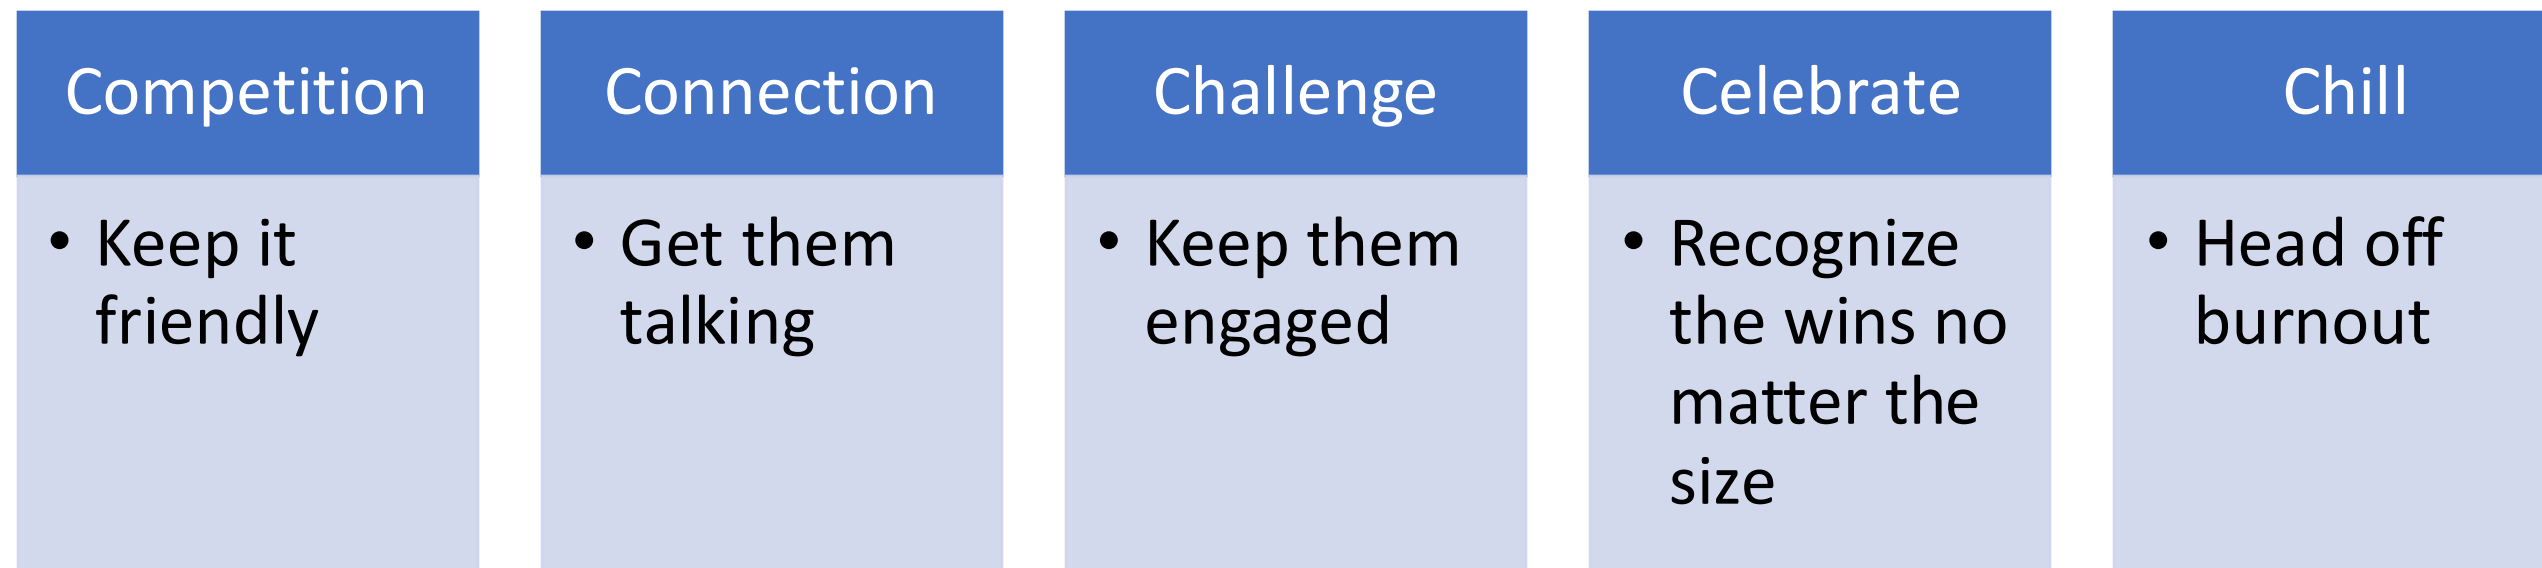 Competition
• Keep it
friendly
Connection
• Get them
talking
Challenge
• Keep them
engaged
Celebrate
• Recognize
the wins no
matter the
size
Chill
• Head off
burnout